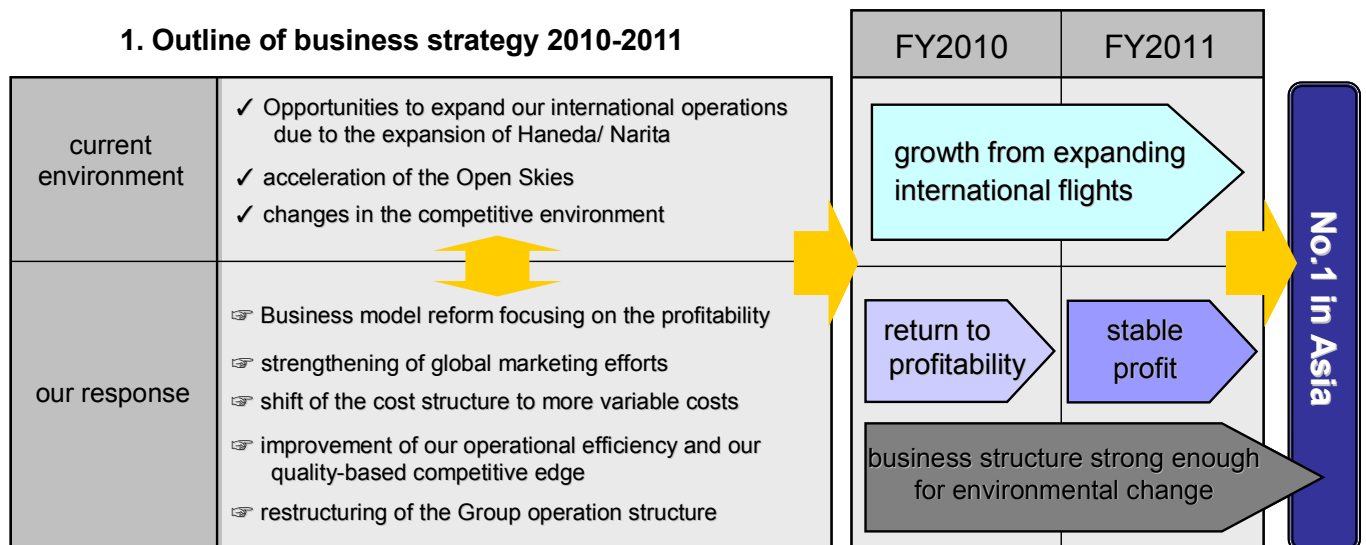 1. Outline of business strategy 2010-2011
current
environment
✓ Opportunities to expand our international operations
due to the expansion of Haneda/ Narita
✓ acceleration of the Open Skies
✓ changes in the competitive environment
our response
☞ Business model reform focusing on the profitability
☞ strengthening of global marketing efforts
☞ shift of the cost structure to more variable costs
☞ improvement of our operational efficiency and our
quality-based competitive edge
☞ restructuring of the Group operation structure
FY2010
FY2011
growth from expanding
international flights
return to
profitability
stable
profit
business structure strong enough
for environmental change
No.1 in Asia